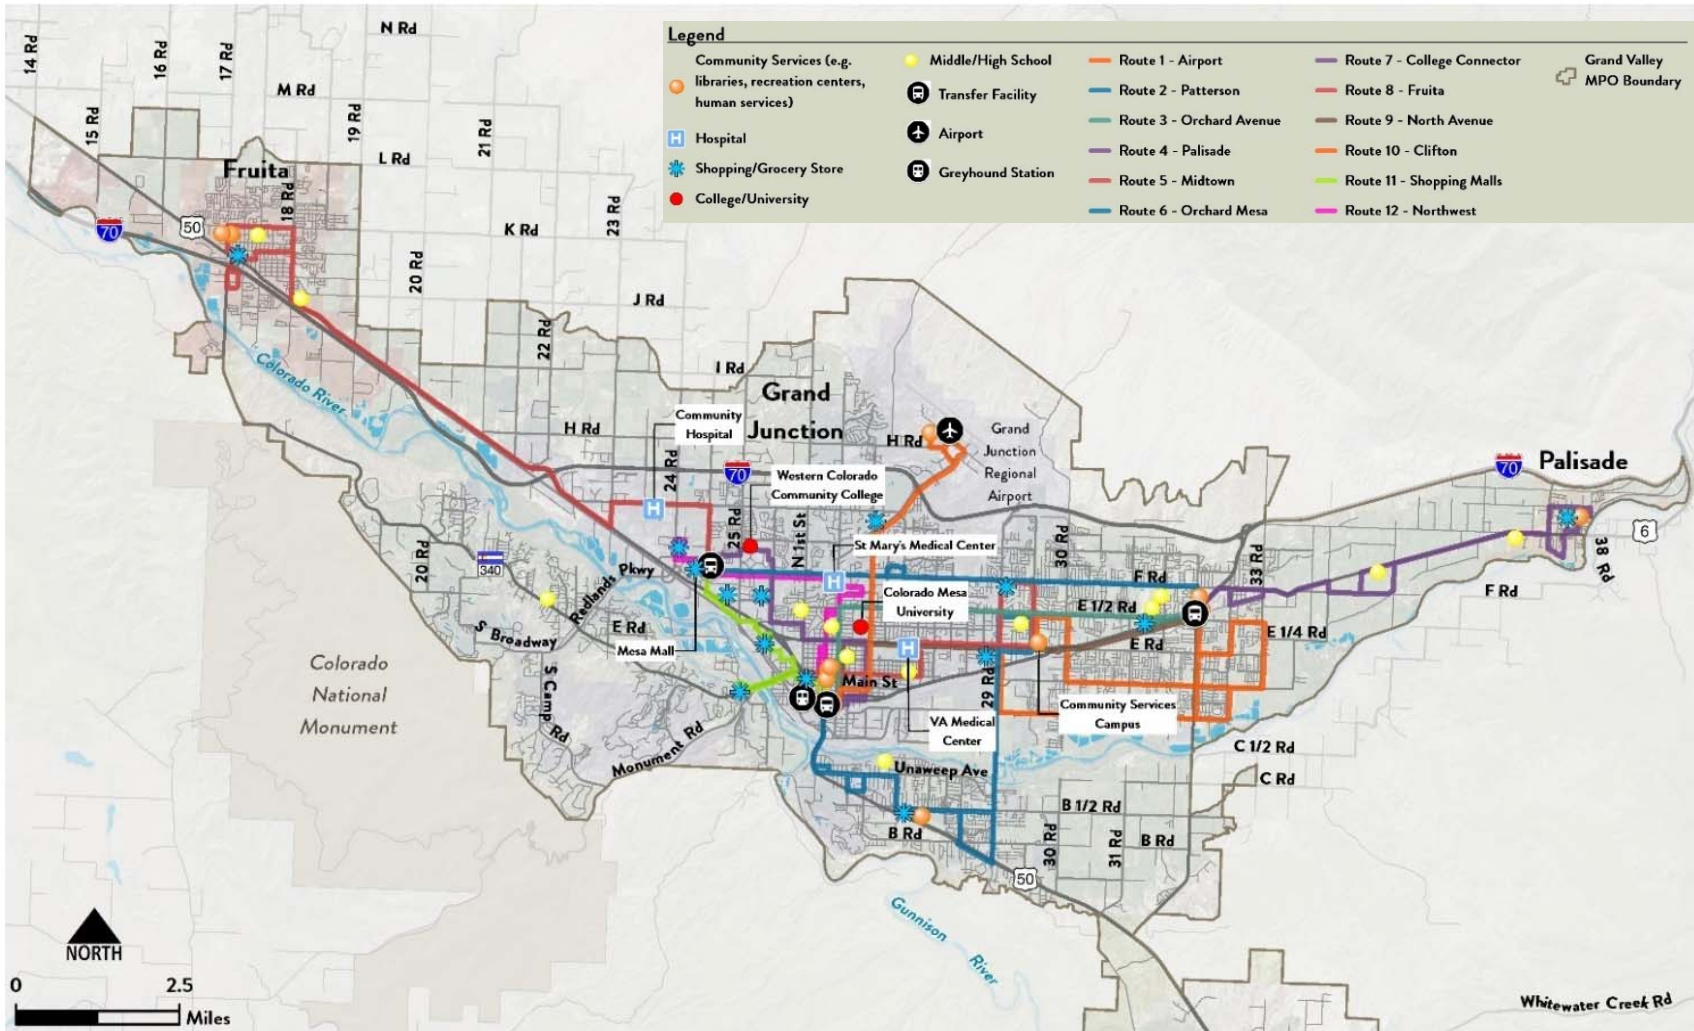 Legend
Community Services (e.g.
libraries, recreation centers,
human services)
Hospital
Shopping/Grocery Store
College/University
Middle/High School
Transfer Facility
Airport
Greyhound Station
Route 1 - Airport
Route 2 - Patterson
Route 3 - Orchard Avenue
Route 4 - Palisade
Route 5 - Midtown
Route 6 - Orchard Mesa
Route 7 - College Connector
Route 8 - Fruita
Route 9 - North Avenue
Route 10 - Clifton
Route 11 - Shopping Malls
Route 12 - Northwest
Grand Valley
MPO Boundary
H
N Rd
14 Rd
16 Rd
17 Rd
M Rd
15 Rd
19 Rd
21 Rd
L Rd
Fruita
18 Rd
23 Rd
50
70
K Rd
20 Rd
J Rd
22 Rd
Colorado River
I Rd
Grand
Junction
Community
Hospital
H Rd
24 Rd
70
H
Western Colorado
Community College
25 Rd
N 1st St
H Rd
Grand
Junction
Regional
Airport
70
Palisade
6
38 Rd
F Rd
St Mary's Medical Center
H
30 Rd
33 Rd
F Rd
20 Rd
340
Redlands Pkwy
S Broadway
E Rd
Colorado Mesa
University
E 1/2 Rd
E 1/4 Rd
E Rd
H
Mesa Mall
Main St
29 Rd
Community Services
Campus
VA Medical
Center
Colorado
National
Monument
S Camp Rd
Monument Rd
C 1/2 Rd
C Rd
Unaweep Ave
B 1/2 Rd
B Rd
30 Rd
31 Rd
B Rd
50
Gunnison
River
NORTH
0
2.5
Miles
Whitewater Creek Rd